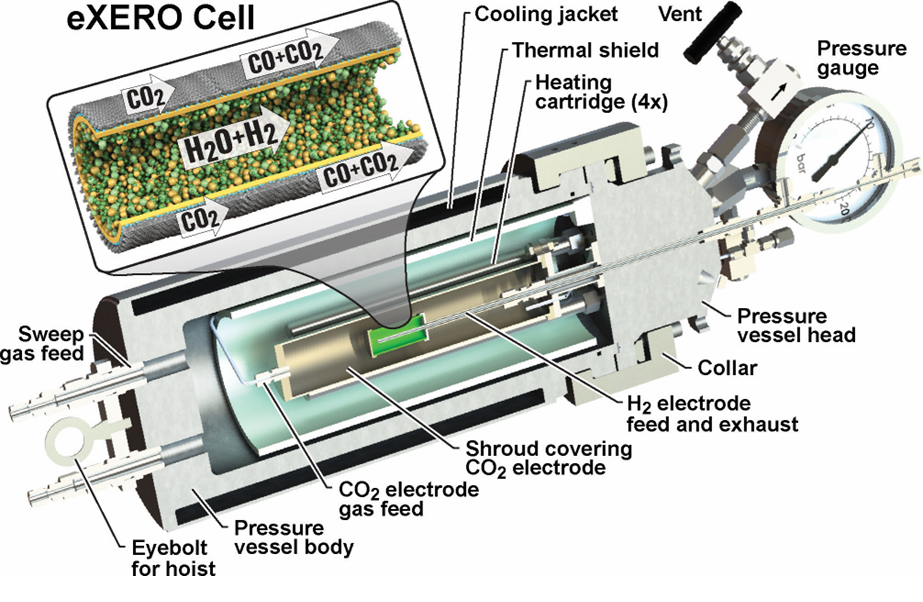 eXERO Cell
CO2
CO+CO2
H2O+H2
CO+CO2
CO2
Cooling jacket
Vent
Thermal shield
Pressure
gauge
Heating
cartridge (4x)
bar
Sweep
gas feed
Pressure
vessel head
Collar
H2 electrode
feed and exhaust
Shroud covering
CO2 electrode
CO2 electrode
gas feed
Pressure
vessel body
Eyebolt
for hoist